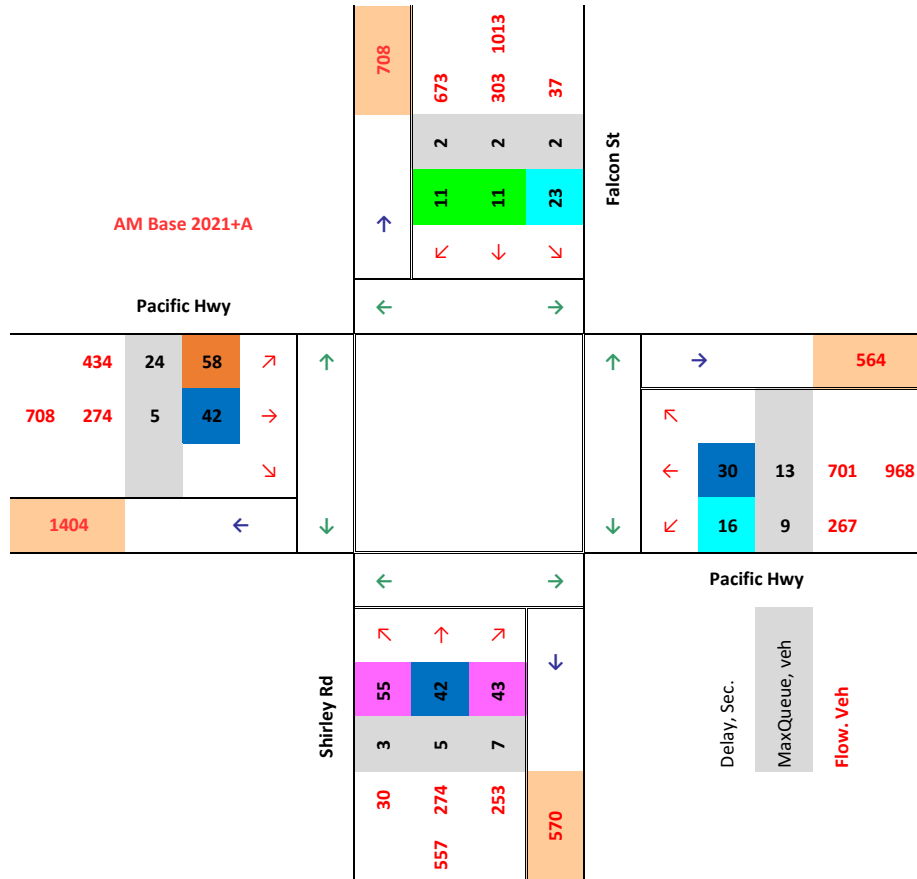 708
673
303 1013
37
2
2
2
11
11
23
Falcon St
AM Base 2021+A
↑
↙ ↓ ↘
Pacific Hwy
← →
434 24 58 ↗
↑
↑
→ 564
708 274 5 42 →
↖
← 30 13 701 968
↘
1404 ←
↓
↓
↙ 16 9 267
← →
Pacific Hwy
Shirley Rd
↖ ↑ ↗
↓
55
42
43
3
5
7
30
274
253
557
570
Delay, Sec.
MaxQueue, veh
Flow. Veh